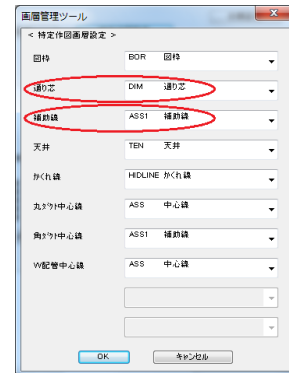 画層管理ツール
< 特定作図画層設定 >
図枠 BOR 図枠
通り芯 DIM 通り芯
補助線 ASS1 補助線
天井 TEN 天井
かくれ線 HIDLINE かくれ線
丸ダクト中心線 ASS 中心線
角ダクト中心線 ASS1 補助線
W配管中心線 ASS 中心線
OK キャンセル